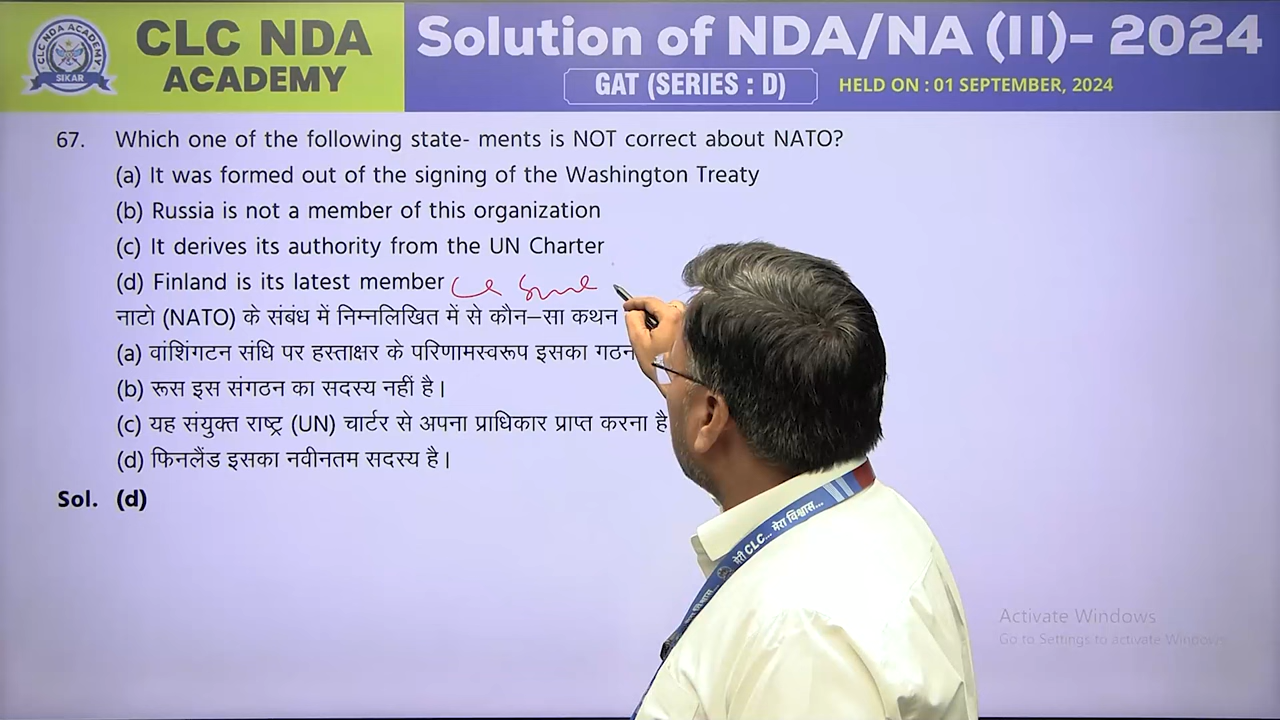 CLC NDA ACADEMY
SIKAR
CLC NDA
ACADEMY
Solution of NDA/NA (II)- 2024
GAT (SERIES : D)
HELD ON : 01 SEPTEMBER, 2024
67. Which one of the following state- ments is NOT correct about NATO?
(a) It was formed out of the signing of the Washington Treaty
(b) Russia is not a member of this organization
(c) It derives its authority from the UN Charter
(d) Finland is its latest member
नाटो (NATO) के संबंध में निम्नलिखित में से कौन–सा कथन
(a) वांशिंगटन संधि पर हस्ताक्षर के परिणामस्वरूप इसका गठन
(b) रूस इस संगठन का सदस्य नहीं है।
(c) यह संयुक्त राष्ट्र (UN) चार्टर से अपना प्राधिकार प्राप्त करना है
(d) फिनलैंड इसका नवीनतम सदस्य है।
Sol. (d)
मेरी CLC... मेरा विश्वास...
Activate Windows
Go to Settings to activate Windows.